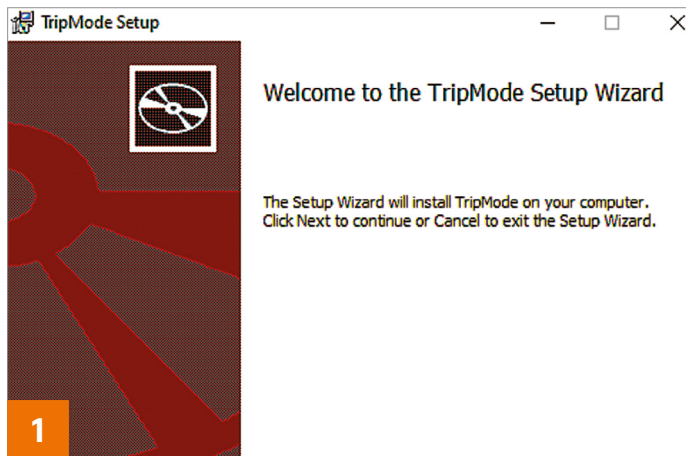 TripMode Setup
Welcome to the TripMode Setup Wizard
The Setup Wizard will install TripMode on your computer.
Click Next to continue or Cancel to exit the Setup Wizard.
1